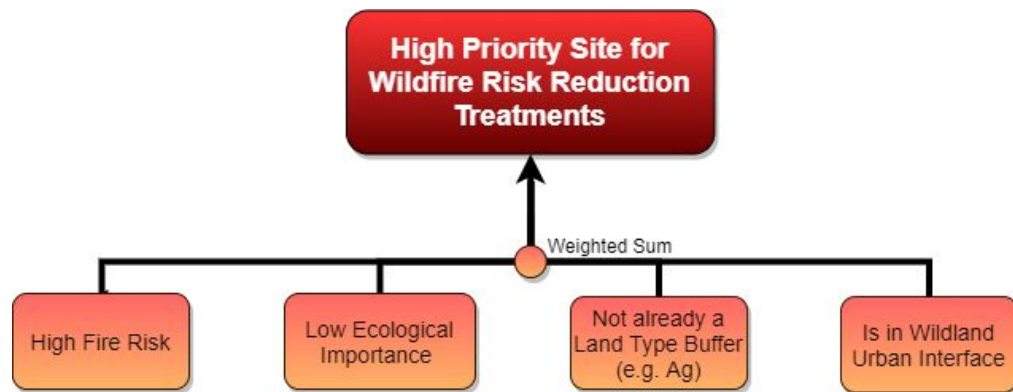 High Priority Site for
Wildfire Risk Reduction
Treatments
Weighted Sum
High Fire Risk
Low Ecological
Importance
Not already a
Land Type Buffer
(e.g. Ag)
Is in Wildland
Urban Interface